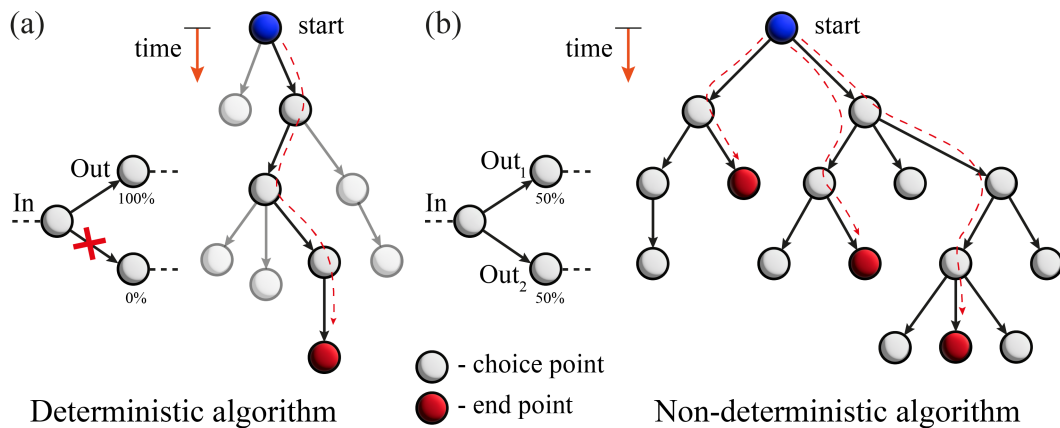 (a)
time
start
Out
100%
In
0%
Deterministic algorithm
(b)
time
start
Out₁
50%
In
Out₂
50%
- choice point
- end point
Non-deterministic algorithm